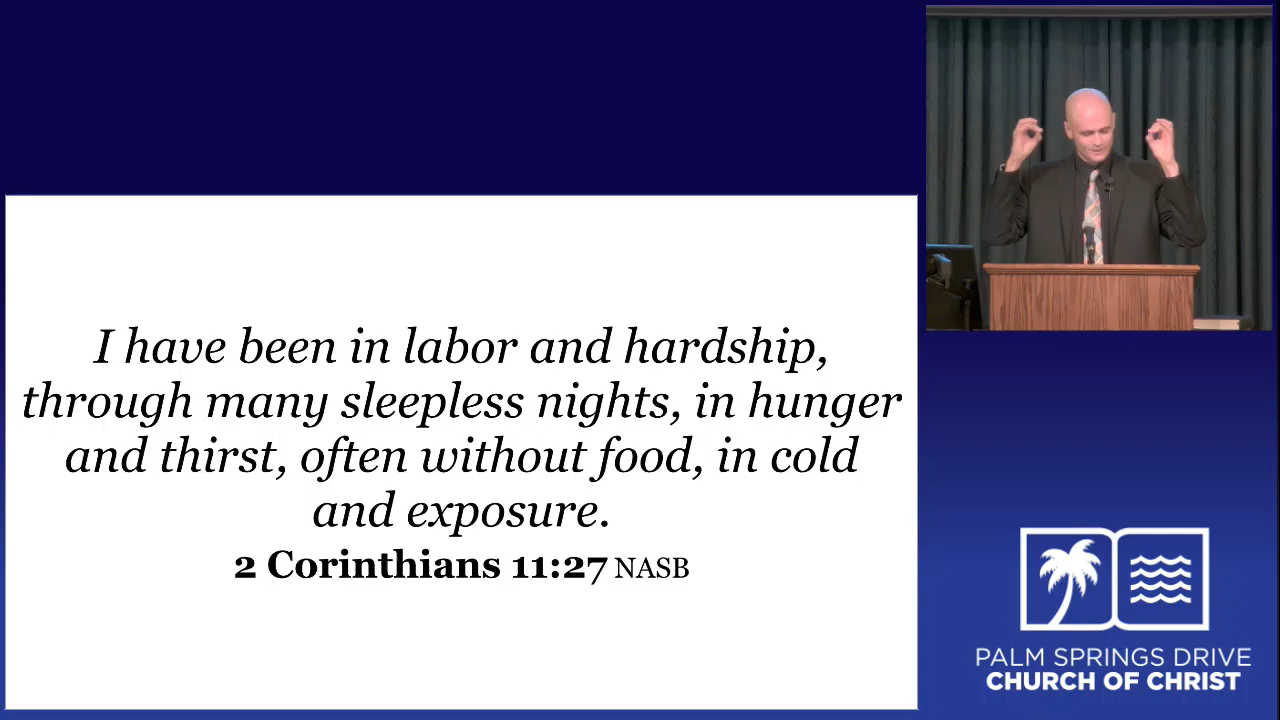 I have been in labor and hardship,
through many sleepless nights, in hunger
and thirst, often without food, in cold
and exposure.
2 Corinthians 11:27 NASB
PALM SPRINGS DRIVE
CHURCH OF CHRIST